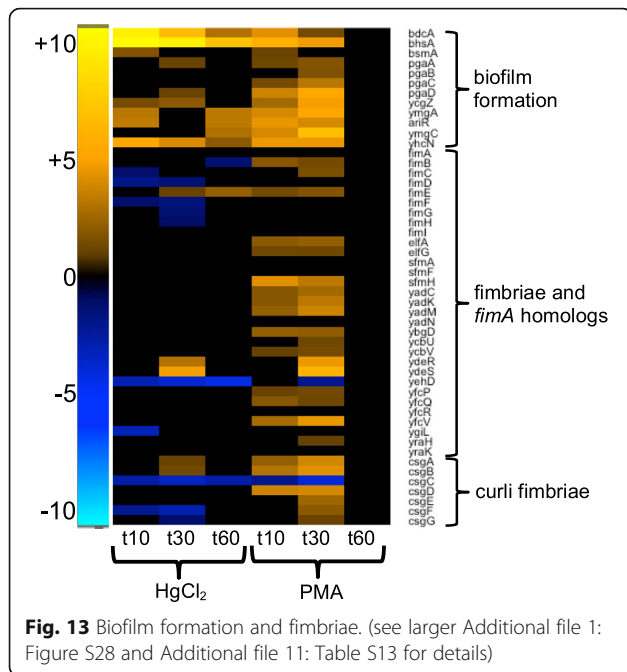 +10
+5
0
-5
-10
bdcA
bhsA
bsmA
pgaA
pgaB
pgaC
pgaD
ycgZ
ymgA
ariR
ymgC
yhcN
fimA
fimB
fimC
fimD
fimE
fimF
fimG
fimH
fimI
elfA
elfG
sfmA
sfmF
sfmH
yadC
yadK
yadM
yadN
ybgD
ycbU
ycbV
ydeR
ydeS
yehD
yfcP
yfcQ
yfcR
yfcV
ygiL
yraH
yraK
csgA
csgB
csgC
csgD
csgE
csgF
csgG
biofilm
formation
fimbriae and
fimA homologs
curli fimbriae
t10 t30 t60 t10 t30 t60
HgCl₂ PMA
Fig. 13 Biofilm formation and fimbriae. (see larger Additional file 1:
Figure S28 and Additional file 11: Table S13 for details)